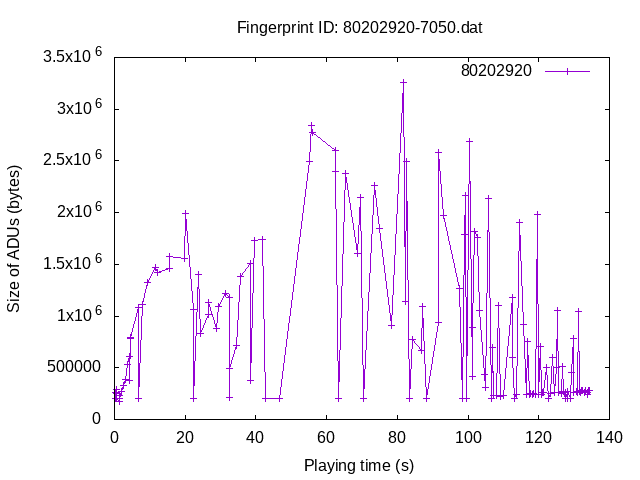 Fingerprint ID: 80202920-7050.dat
80202920
3.5x10^6
3x10^6
2.5x10^6
2x10^6
1.5x10^6
1x10^6
500000
0
0 20 40 60 80 100 120 140
Size of ADUs (bytes)
Playing time (s)